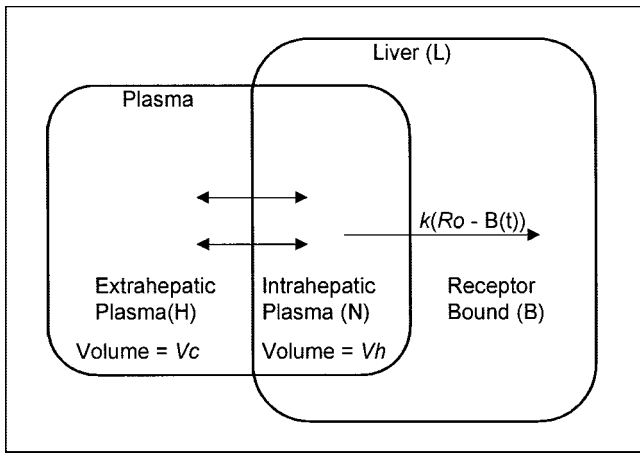 Liver (L)
Plasma
k(Ro - B(t))
Extrahepatic
Plasma(H)
Volume = Vc
Intrahepatic
Plasma (N)
Volume = Vh
Receptor
Bound (B)